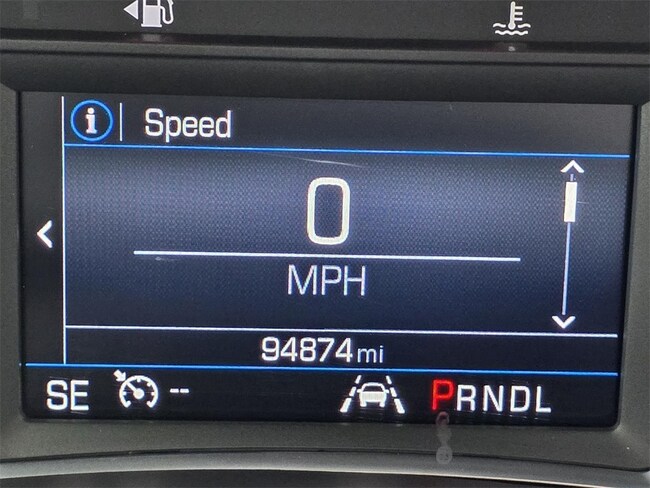 i Speed
0
MPH
94874 mi
SE -- PRNDL